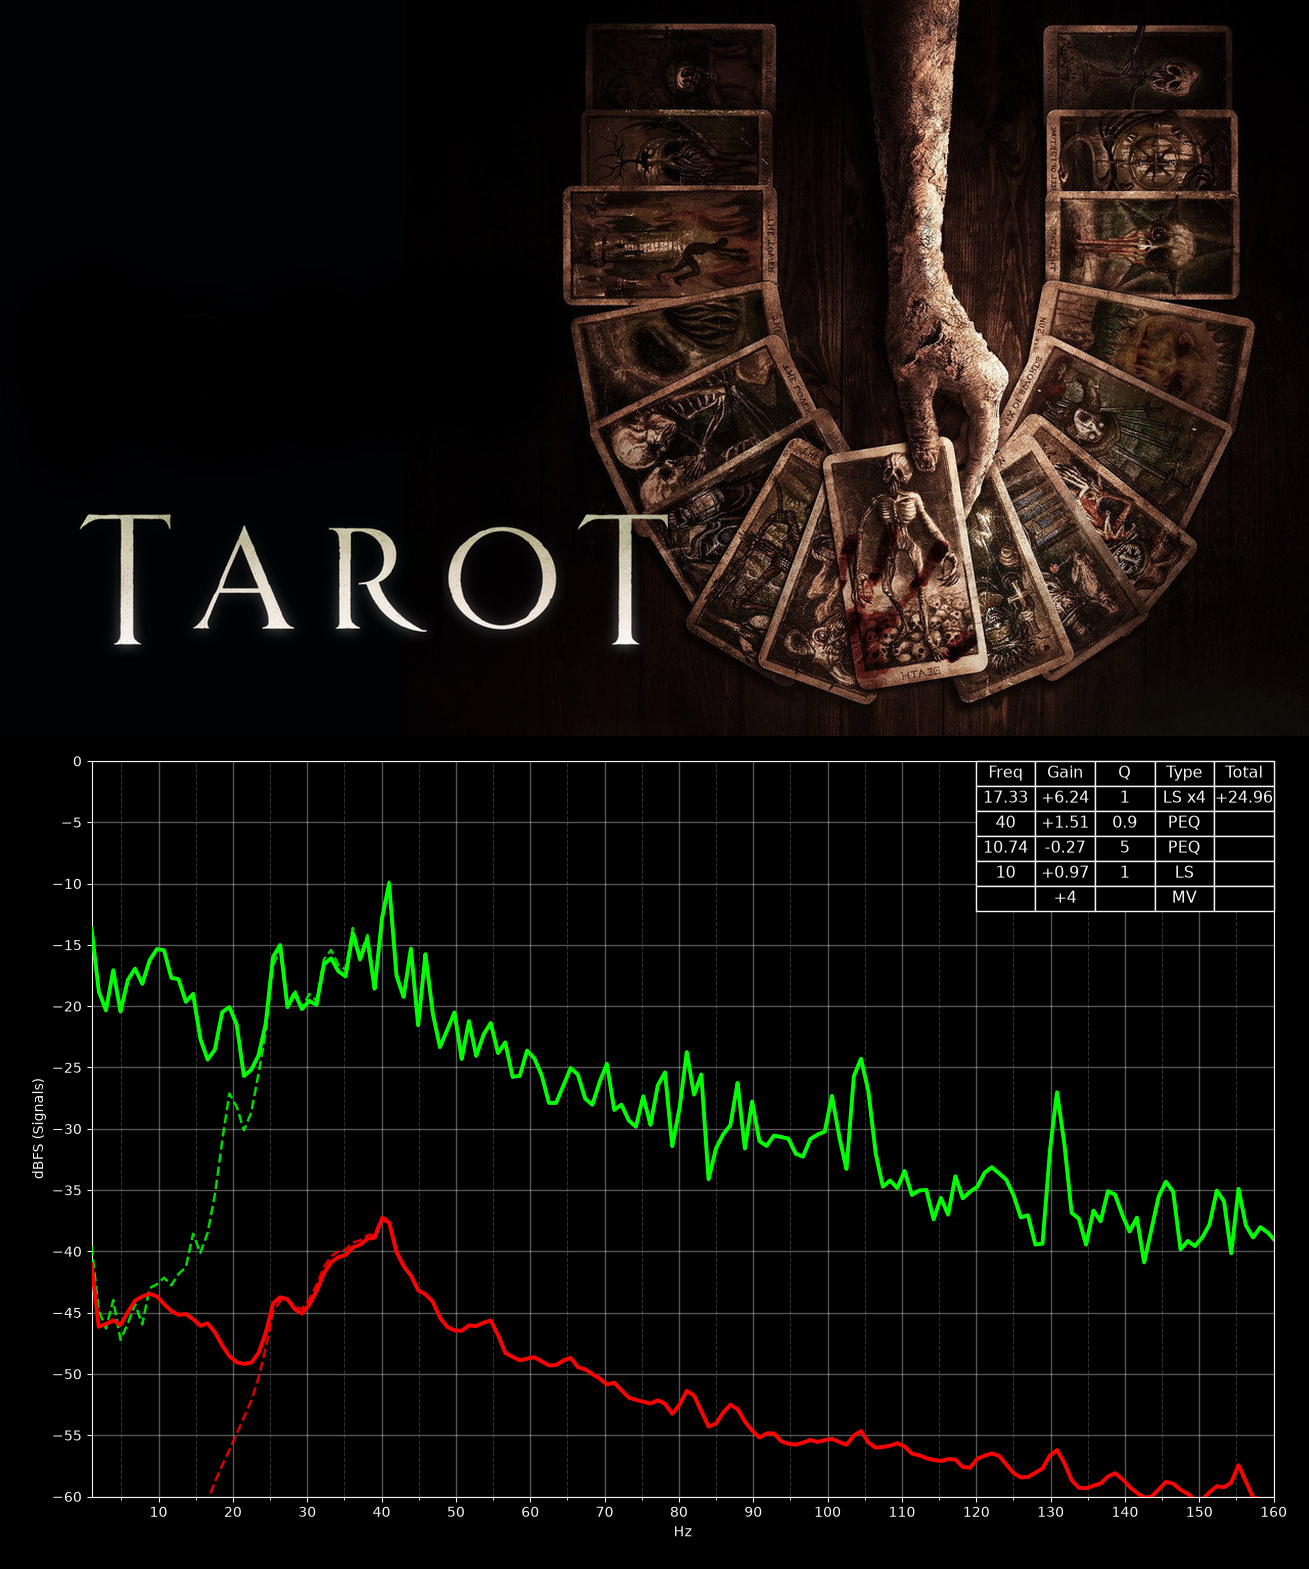 TAROT
DEATH
0
−5
−10
−15
−20
−25
−30
−35
−40
−45
−50
−55
−60
dBFS (Signals)
Freq Gain Q Type Total
17.33 +6.24 1 LS x4 +24.96
40 +1.51 0.9 PEQ
10.74 -0.27 5 PEQ
10 +0.97 1 LS
+4 MV
10 20 30 40 50 60 70 80 90 100 110 120 130 140 150 160
Hz